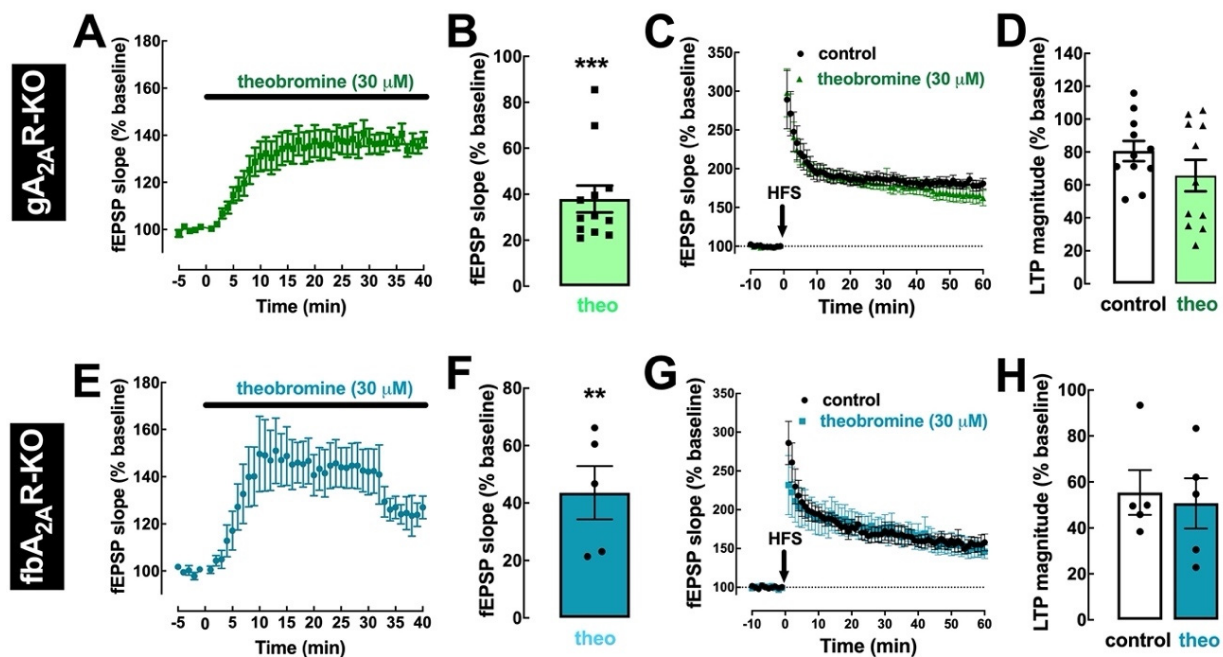 gA2AR-KO
A
fEPSP slope (% baseline)
180
160
140
120
100
theobromine (30 μM)
-5 0 5 10 15 20 25 30 35 40
Time (min)
B
fEPSP slope (% baseline)
100
80
60
40
20
0
***
theo
C
fEPSP slope (% baseline)
350
300
250
200
150
100
control
theobromine (30 μM)
HFS
-10 0 10 20 30 40 50 60
Time (min)
D
LTP magnitude (% baseline)
140
120
100
80
60
40
20
0
control theo
fbA2AR-KO
E
fEPSP slope (% baseline)
180
160
140
120
100
theobromine (30 μM)
-5 0 5 10 15 20 25 30 35 40
Time (min)
F
fEPSP slope (% baseline)
80
60
40
20
0
**
theo
G
fEPSP slope (% baseline)
350
300
250
200
150
100
control
theobromine (30 μM)
HFS
-10 0 10 20 30 40 50 60
Time (min)
H
LTP magnitude (% baseline)
100
80
60
40
20
0
control theo